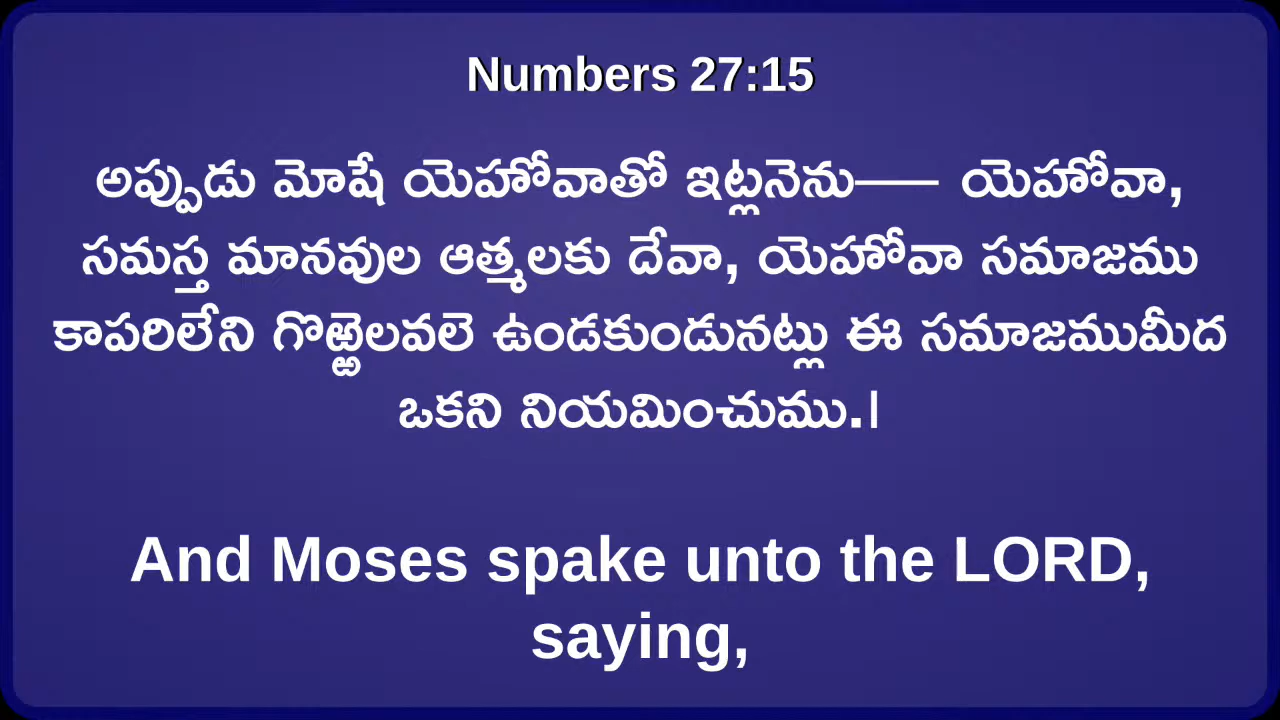 Numbers 27:15
అప్పుడు మోషే యెహోవాతో ఇట్లనెను–– యెహోవా,
సమస్త మానవుల ఆత్మలకు దేవా, యెహోవా సమాజము
కాపరిలేని గొఱ్ఱెలవలె ఉండకుండునట్లు ఈ సమాజముమీద
ఒకని నియమించుము.।
And Moses spake unto the LORD,
saying,